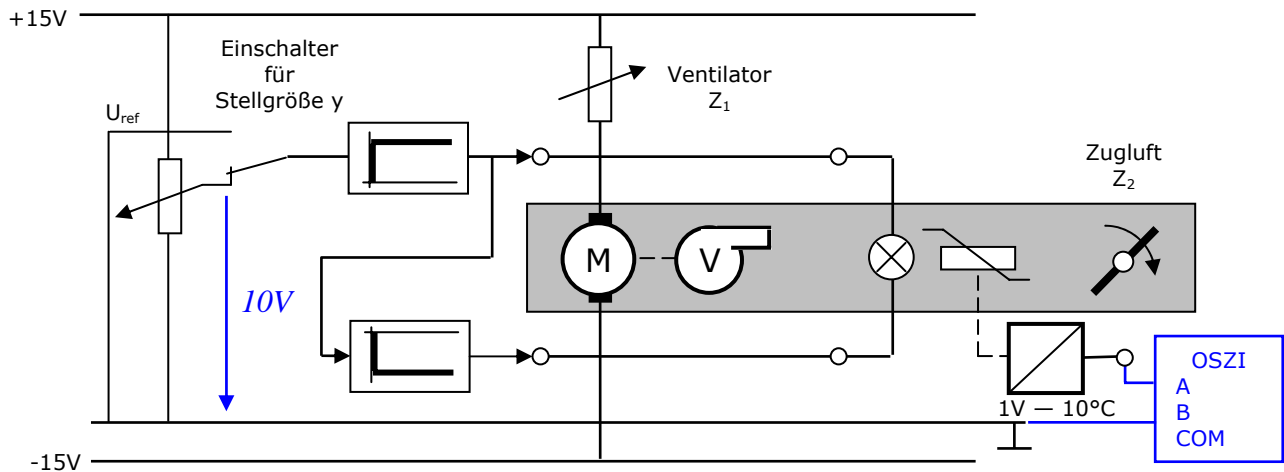 +15V
Einschalter
für
Stellgröße y
Ventilator
Z1
Uref
Zugluft
Z2
M
V
10V
OSZI
A
B
COM
1V — 10°C
-15V